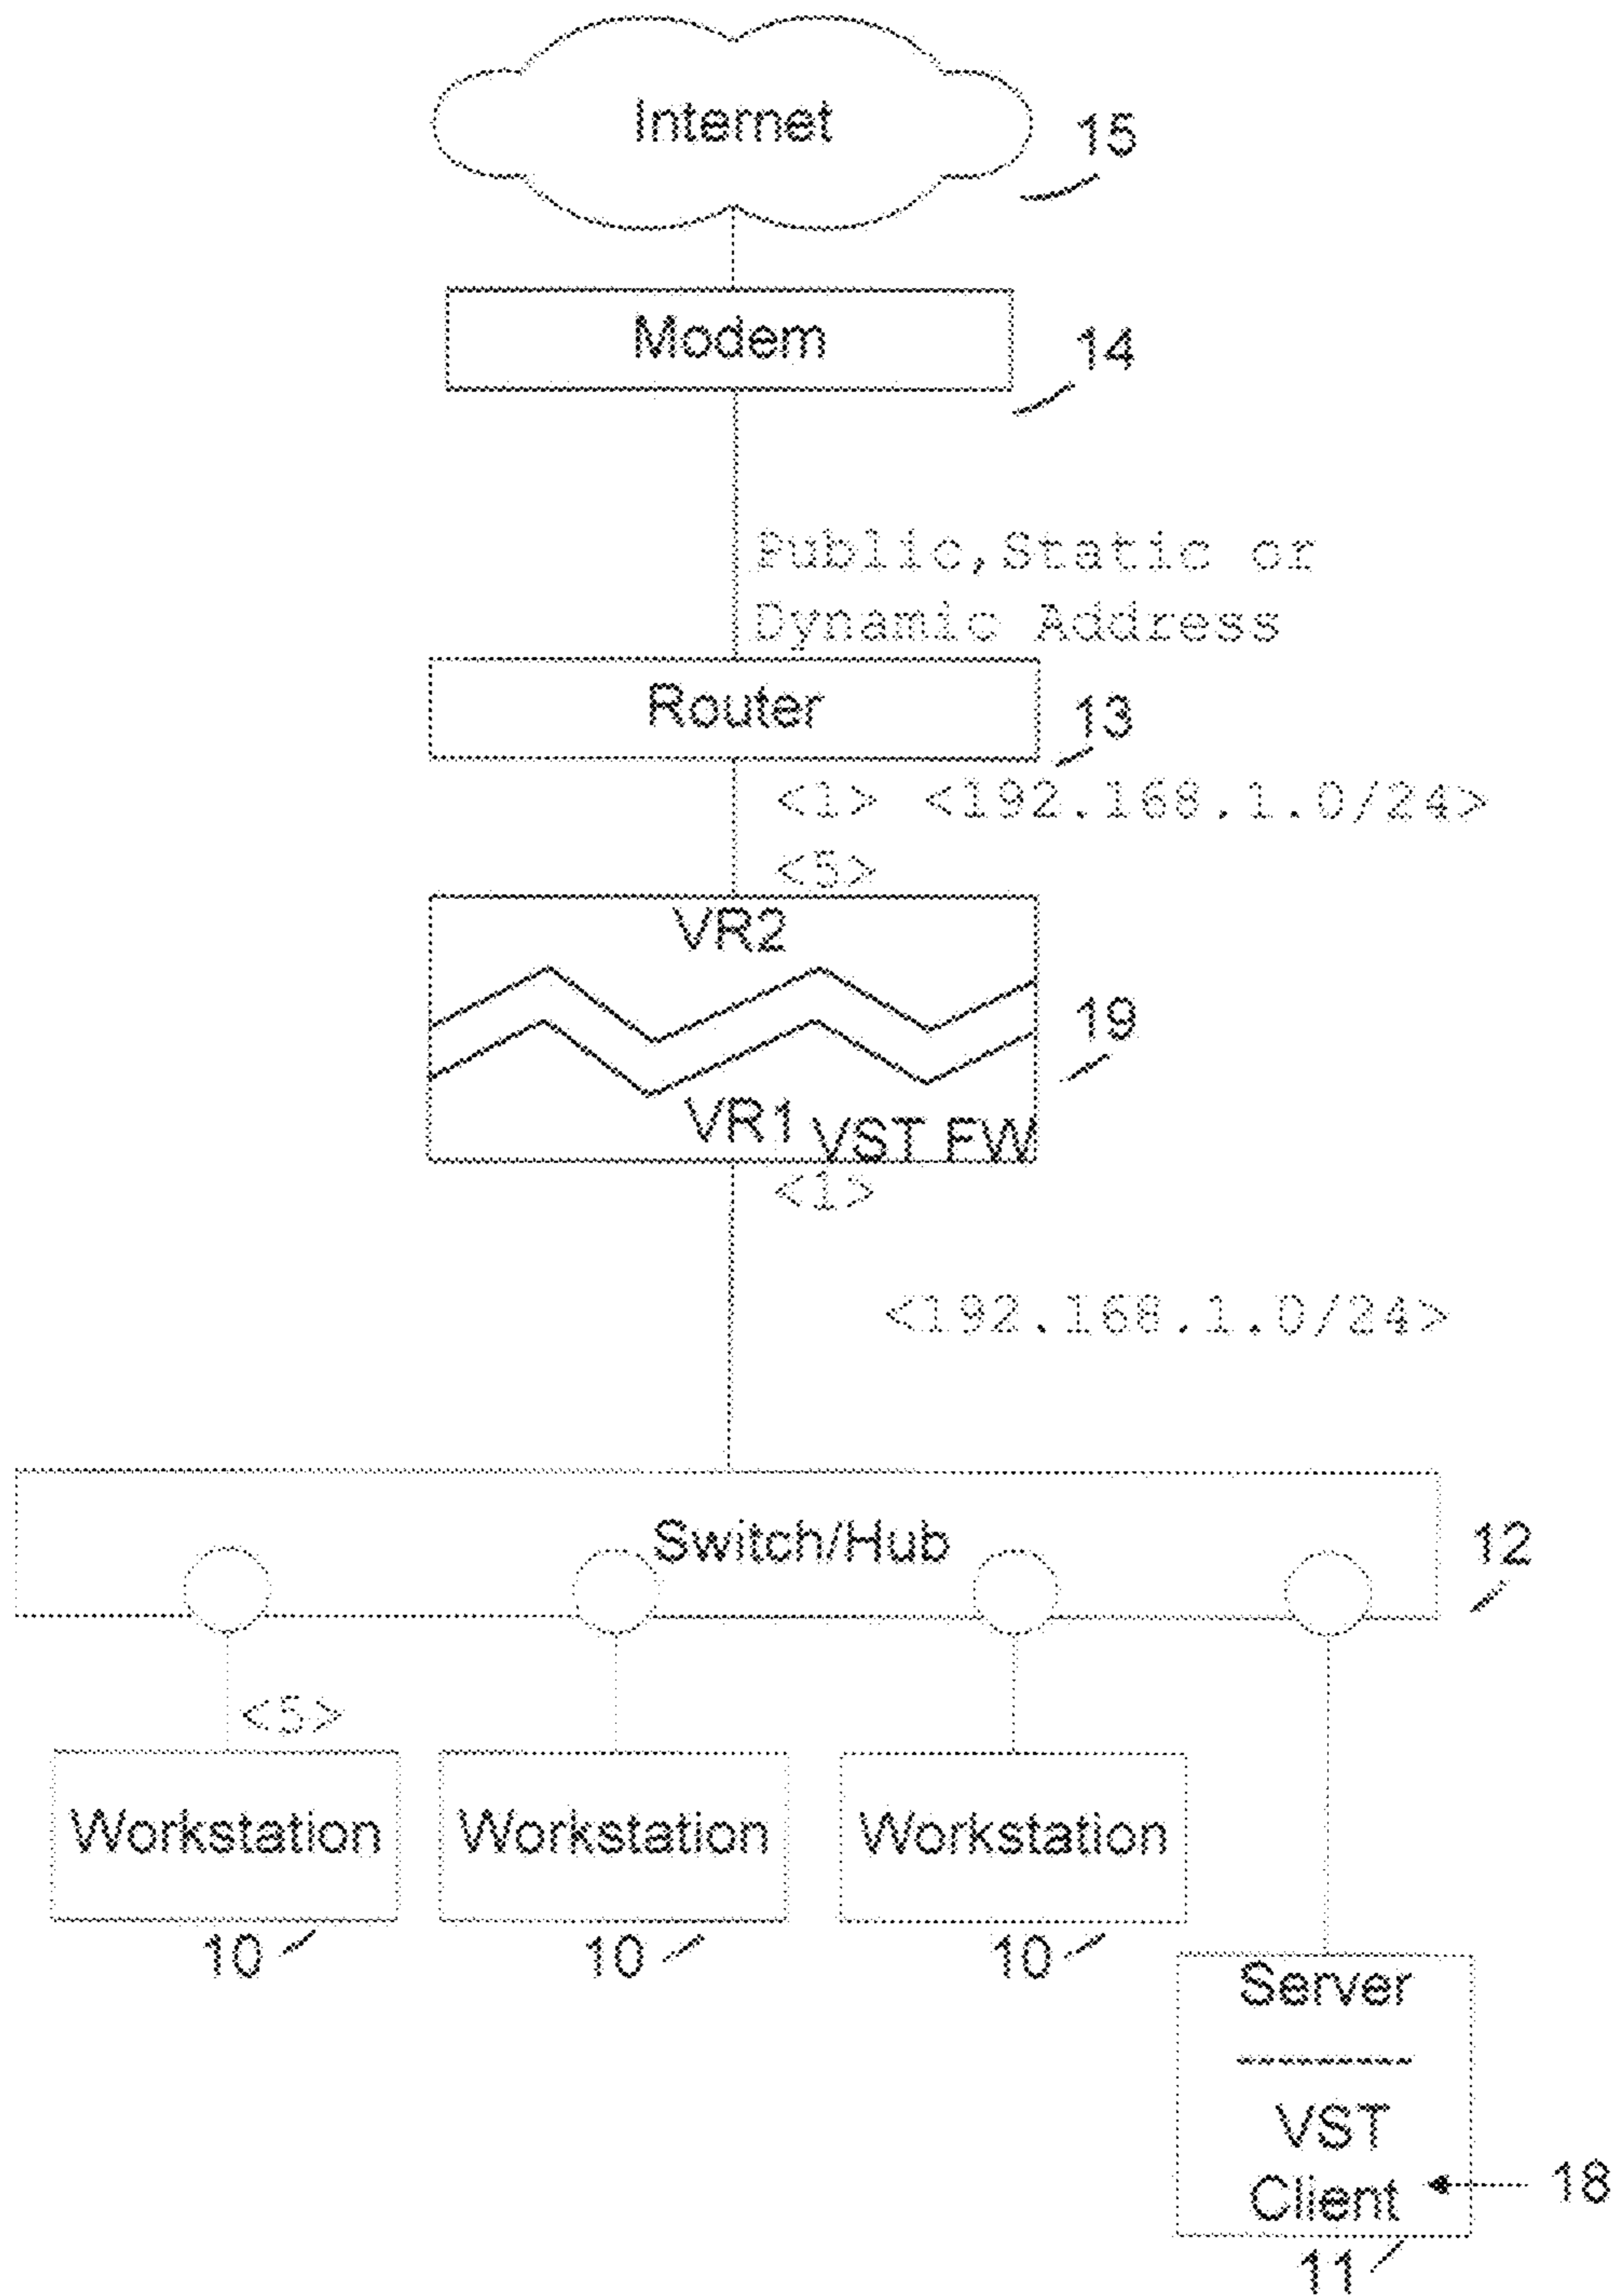 Internet
15
Modem
14
Public,Static or
Dynamic Address
Router
13
<1> <192.168.1.0/24>
<5>
VR2
19
VR1
VST FW
<1>
<192.168.1.0/24>
Switch/Hub
12
<5>
Workstation
Workstation
Workstation
10
10
10
Server
VST
Client
18
11